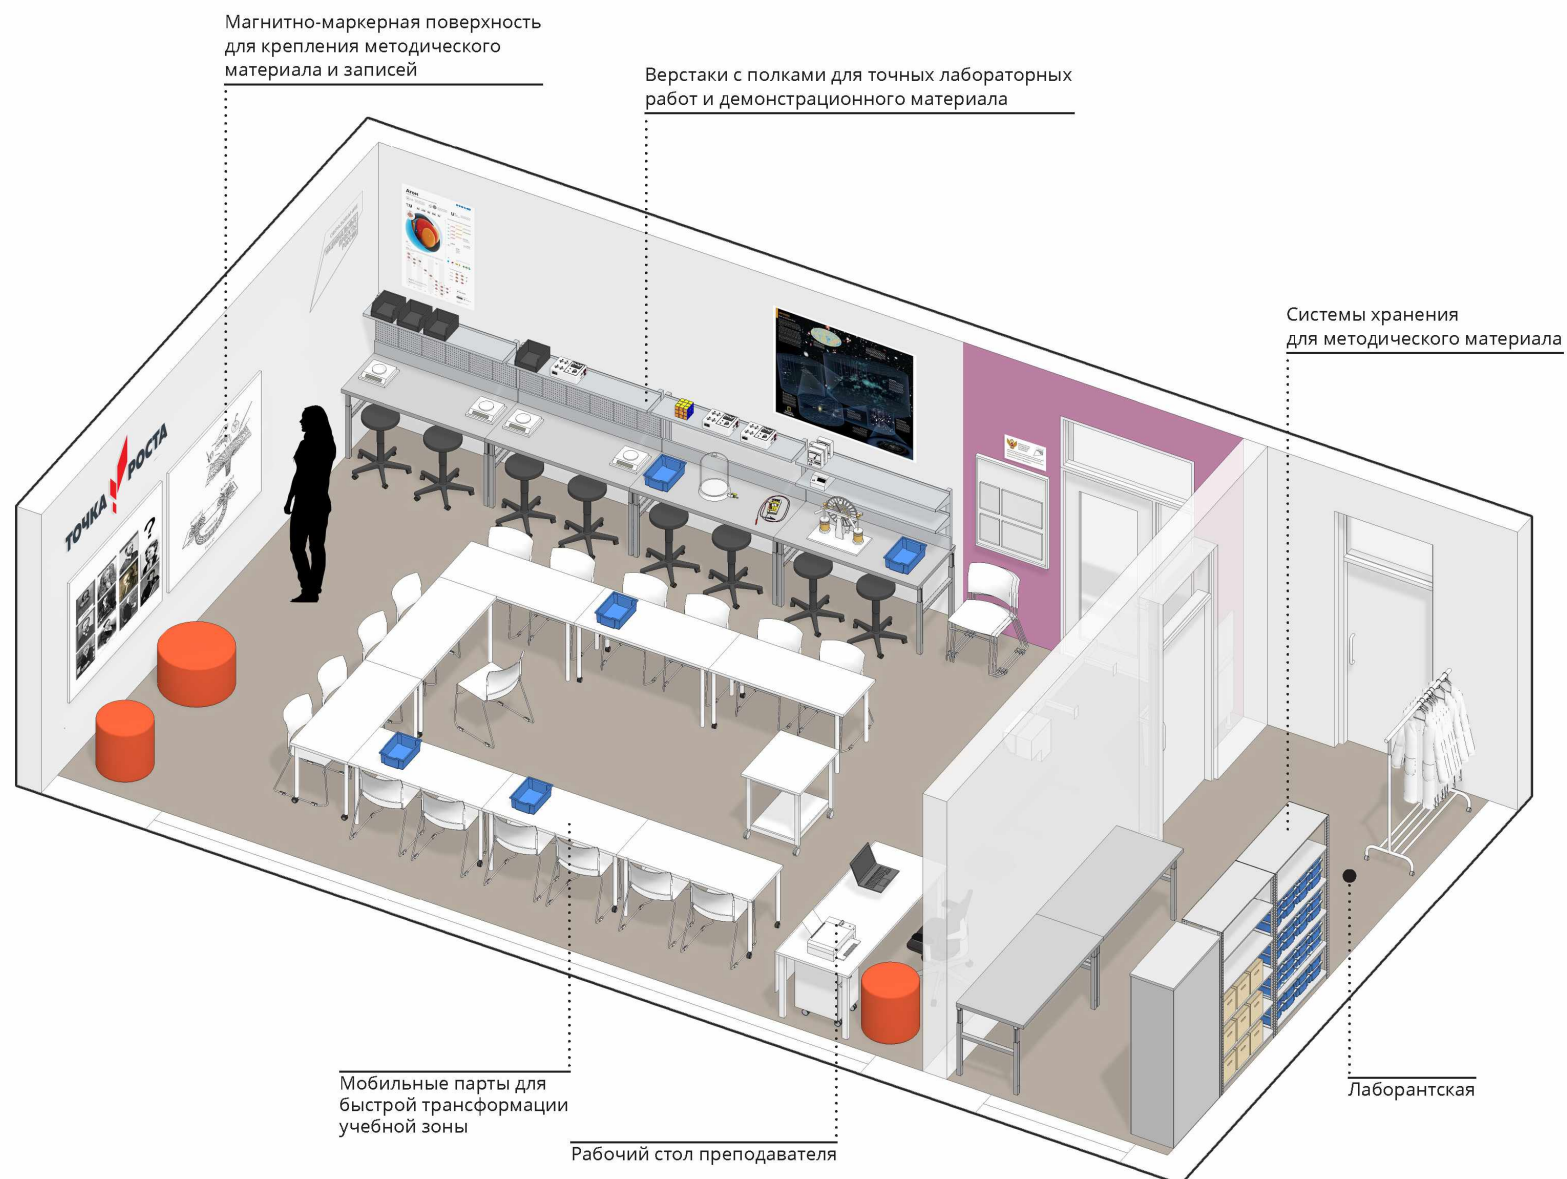 Магнитно-маркерная поверхность
для крепления методического
материала и записей
Верстаки с полками для точных лабораторных
работ и демонстрационного материала
Системы хранения
для методического материала
Атом
ТОЧКА РОСТА
?
Мобильные парты для
быстрой трансформации
учебной зоны
Рабочий стол преподавателя
Лаборантская